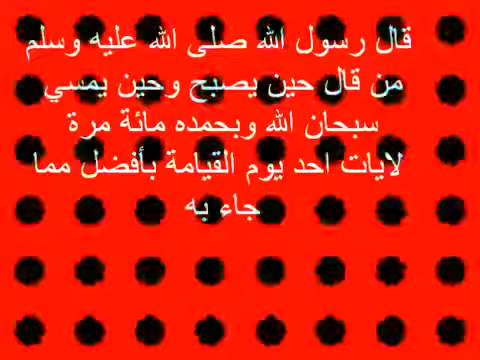 قال رسول الله صلى الله عليه وسلم
من قال حين يصبح وحين يمسي
سبحان الله وبحمده مائة مرة
لايات احد يوم القيامة بأفضل مما
جاء به